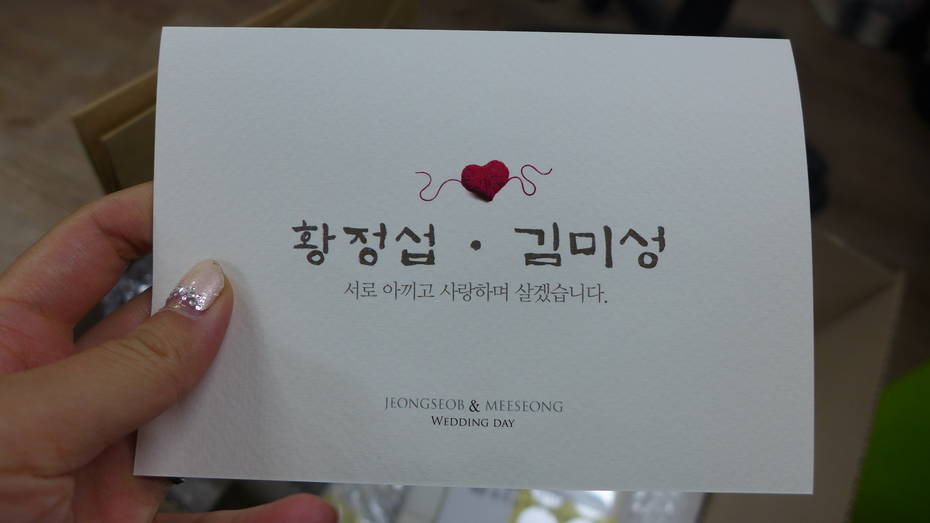 황정섭 · 김미성
서로 아끼고 사랑하며 살겠습니다.
JEONGSEOB & MEESEONG
WEDDING DAY